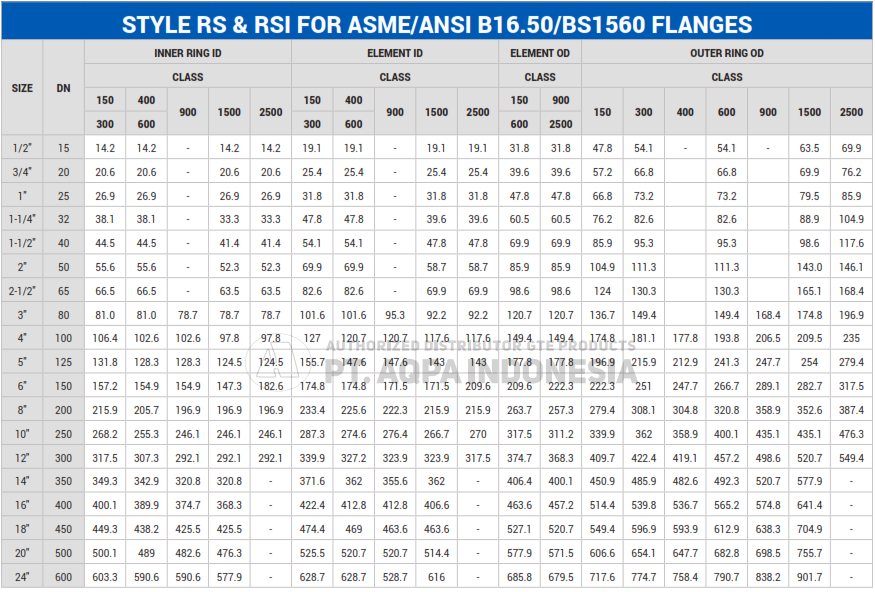 STYLE RS & RSI FOR ASME/ANSI B16.50/BS1560 FLANGES
SIZE DN INNER RING ID ELEMENT ID ELEMENT OD OUTER RING OD
CLASS CLASS CLASS CLASS
150 400 900 1500 2500 150 400 900 1500 2500 150 900 150 300 400 600 900 1500 2500
300 600 300 600 600 2500
1/2" 15 14.2 14.2 - 14.2 14.2 19.1 19.1 - 19.1 19.1 31.8 31.8 47.8 54.1 - 54.1 - 63.5 69.9
3/4" 20 20.6 20.6 - 20.6 20.6 25.4 25.4 - 25.4 25.4 39.6 39.6 57.2 66.8 66.8 69.9 76.2
1" 25 26.9 26.9 - 26.9 26.9 31.8 31.8 - 31.8 31.8 47.8 47.8 66.8 73.2 73.2 79.5 85.9
1-1/4" 32 38.1 38.1 - 33.3 33.3 47.8 47.8 - 39.6 39.6 60.5 60.5 76.2 82.6 82.6 88.9 104.9
1-1/2" 40 44.5 44.5 - 41.4 41.4 54.1 54.1 - 47.8 47.8 69.9 69.9 85.9 95.3 95.3 98.6 117.6
2" 50 55.6 55.6 - 52.3 52.3 69.9 69.9 - 58.7 58.7 85.9 85.9 104.9 111.3 111.3 143.0 146.1
2-1/2" 65 66.5 66.5 - 63.5 63.5 82.6 82.6 - 69.9 69.9 98.6 98.6 124 130.3 130.3 165.1 168.4
3" 80 81.0 81.0 78.7 78.7 78.7 101.6 101.6 95.3 92.2 92.2 120.7 120.7 136.7 149.4 149.4 168.4 174.8 196.9
4" 100 106.4 102.6 102.6 97.8 97.8 127 120.7 120.7 117.6 117.6 149.4 149.4 174.8 181.1 177.8 193.8 206.5 209.5 235
AUTHORIZED DISTRIBUTOR GTE PRODUCTS
5" 125 131.8 128.3 128.3 124.5 124.5 155.7 147.6 147.6 143 143 177.8 177.8 196.9 215.9 212.9 241.3 247.7 254 279.4
PT. AQPA INDONESIA
6" 150 157.2 154.9 154.9 147.3 182.6 174.8 174.8 171.5 171.5 209.6 209.6 222.3 222.3 251 247.7 266.7 289.1 282.7 317.5
8" 200 215.9 205.7 196.9 196.9 196.9 233.4 225.6 222.3 215.9 215.9 263.7 257.3 279.4 308.1 304.8 320.8 358.9 352.6 387.4
10" 250 268.2 255.3 246.1 246.1 246.1 287.3 274.6 276.4 266.7 270 317.5 311.2 339.9 362 358.9 400.1 435.1 435.1 476.3
12" 300 317.5 307.3 292.1 292.1 292.1 339.9 327.2 323.9 323.9 317.5 374.7 368.3 409.7 422.4 419.1 457.2 498.6 520.7 549.4
14" 350 349.3 342.9 320.8 320.8 - 371.6 362 355.6 362 - 406.4 400.1 450.9 485.9 482.6 492.3 520.7 577.9 -
16" 400 400.1 389.9 374.7 368.3 - 422.4 412.8 412.8 406.6 - 463.6 457.2 514.4 539.8 536.7 565.2 574.8 641.4 -
18" 450 449.3 438.2 425.5 425.5 - 474.4 469 463.6 463.6 - 527.1 520.7 549.4 596.9 593.9 612.9 638.3 704.9 -
20" 500 500.1 489 482.6 476.3 - 525.5 520.7 520.7 514.4 - 577.9 571.5 606.6 654.1 647.7 682.8 698.5 755.7 -
24" 600 603.3 590.6 590.6 577.9 - 628.7 628.7 528.7 616 - 685.8 679.5 717.6 774.7 758.4 790.7 838.2 901.7 -